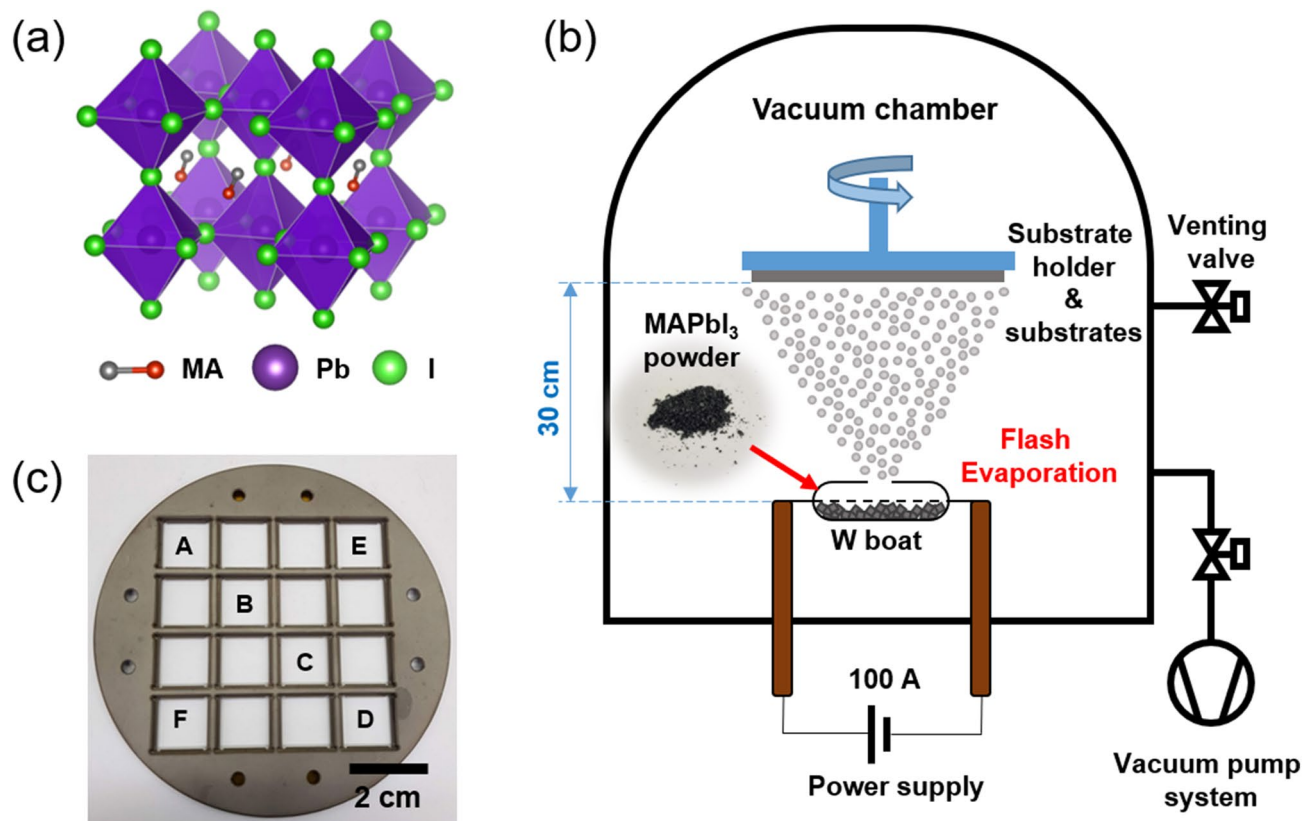 (a)
MA
Pb
I
(b)
Vacuum chamber
Substrate
holder
&
substrates
Venting
valve
MAPbI₃
powder
30 cm
Flash
Evaporation
W boat
100 A
Power supply
Vacuum pump
system
(c)
A
E
B
C
F
D
2 cm